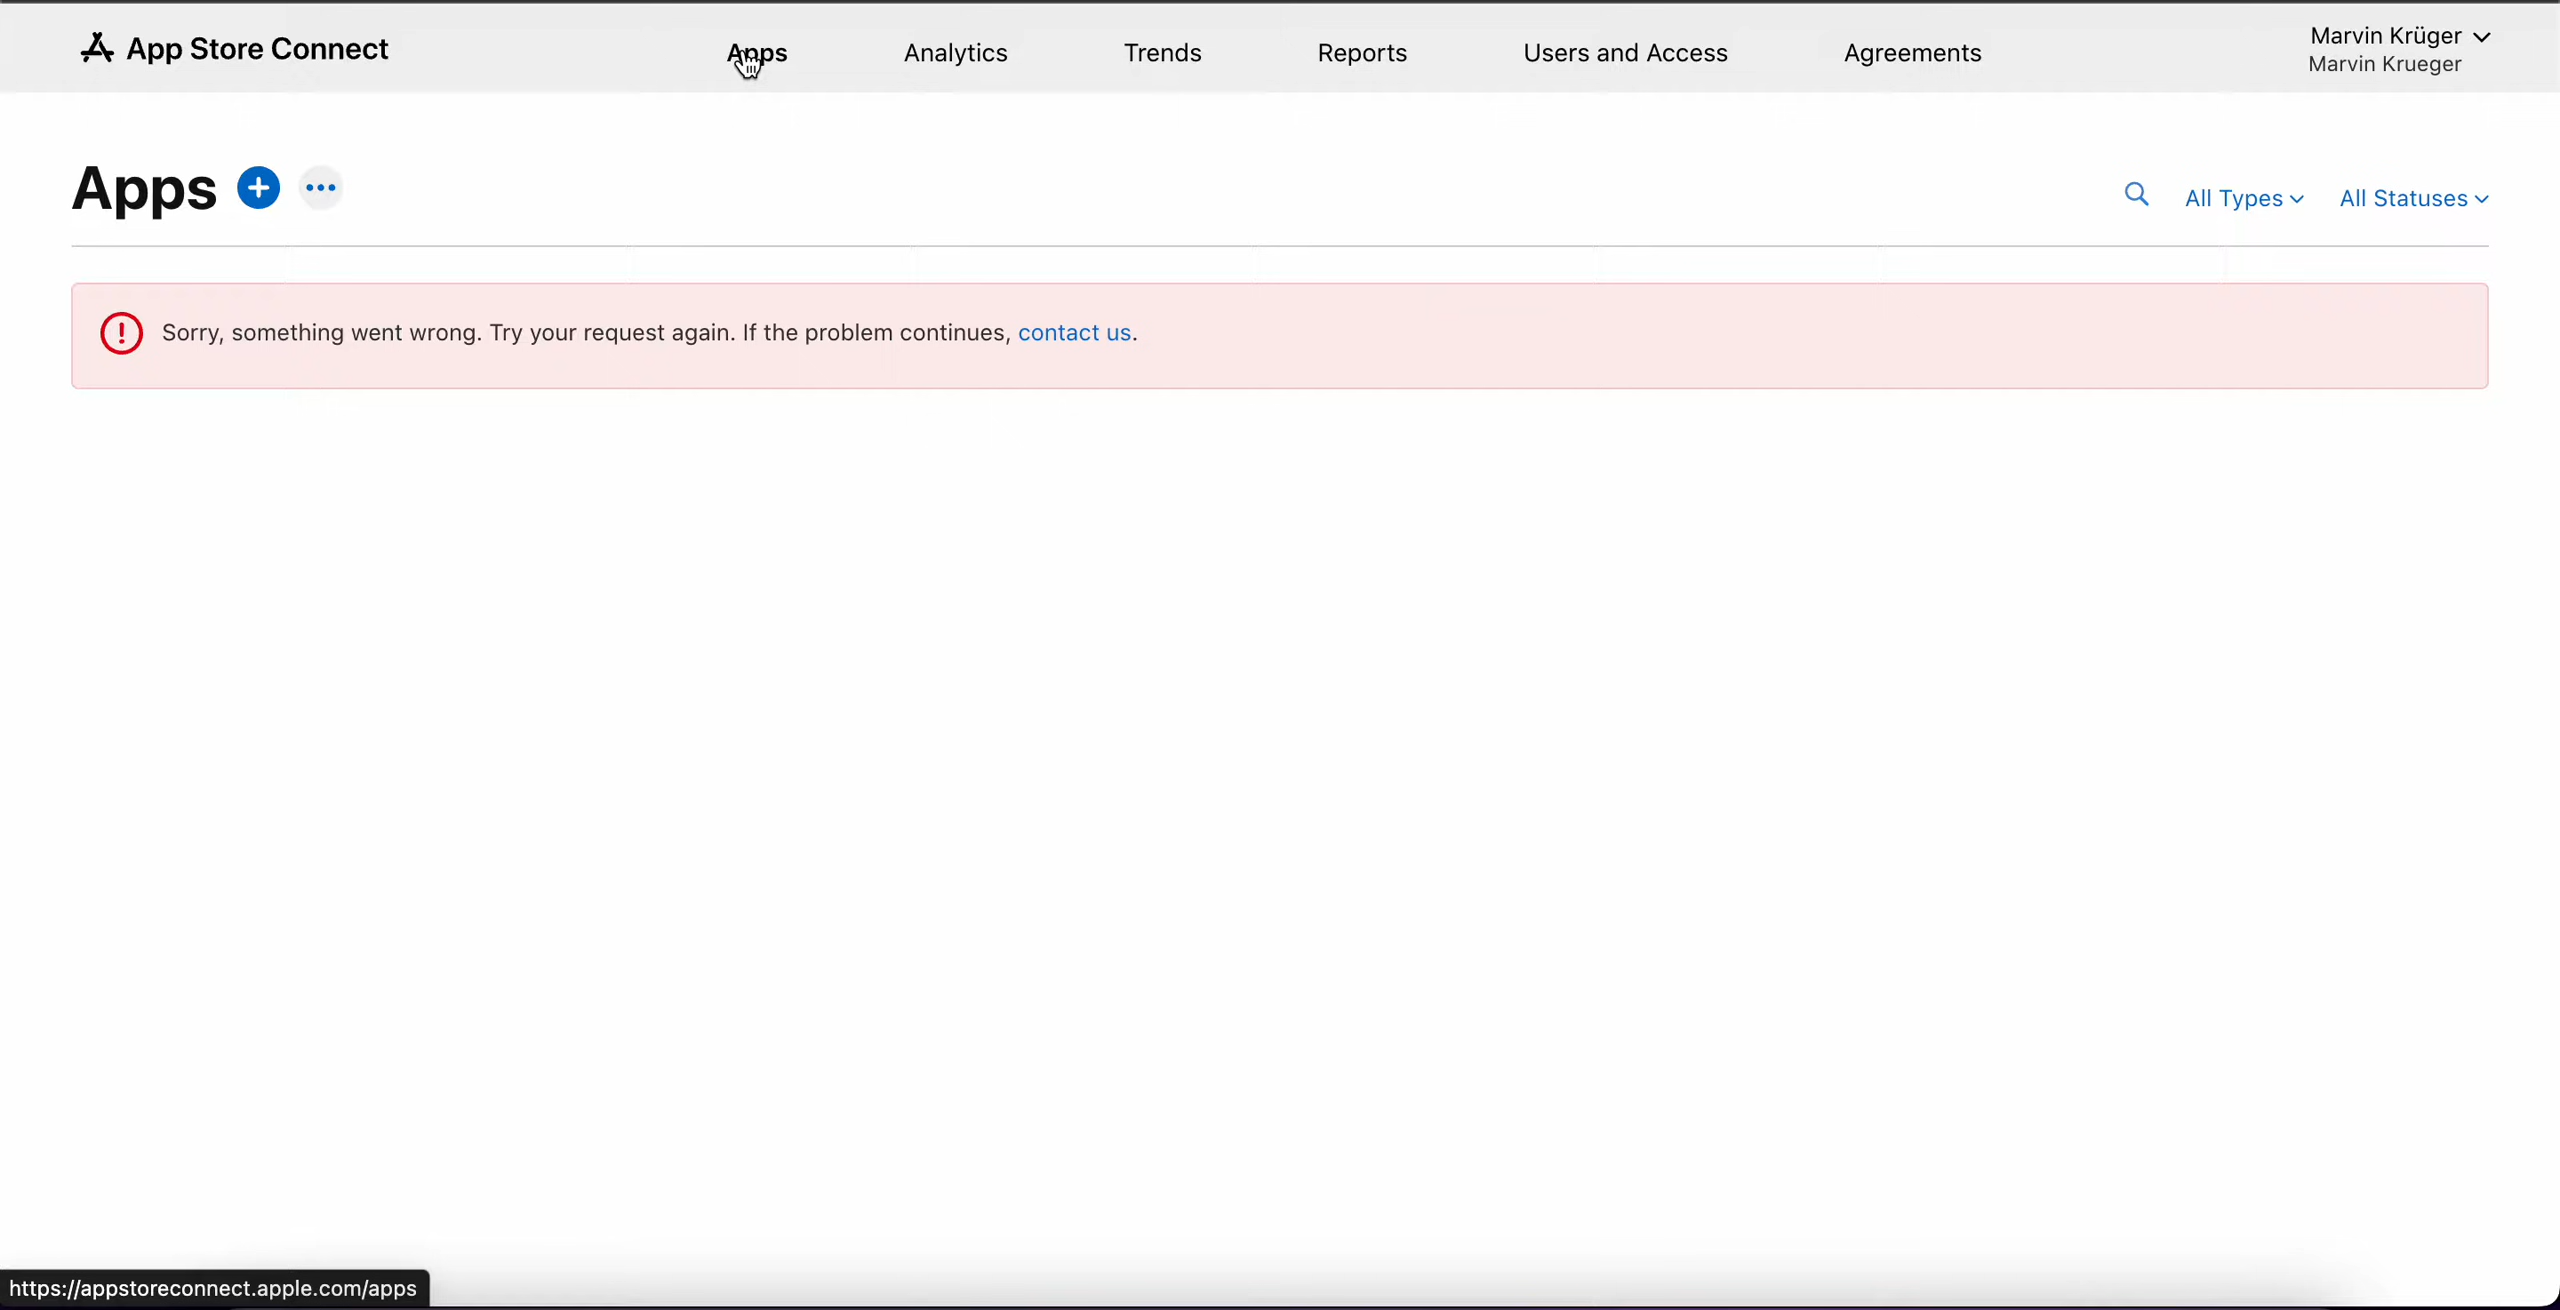 App Store Connect
Apps
Analytics
Trends
Reports
Users and Access
Agreements
Marvin Krüger
Marvin Krueger
Apps
All Types
All Statuses
Sorry, something went wrong. Try your request again. If the problem continues, contact us.
https://appstoreconnect.apple.com/apps